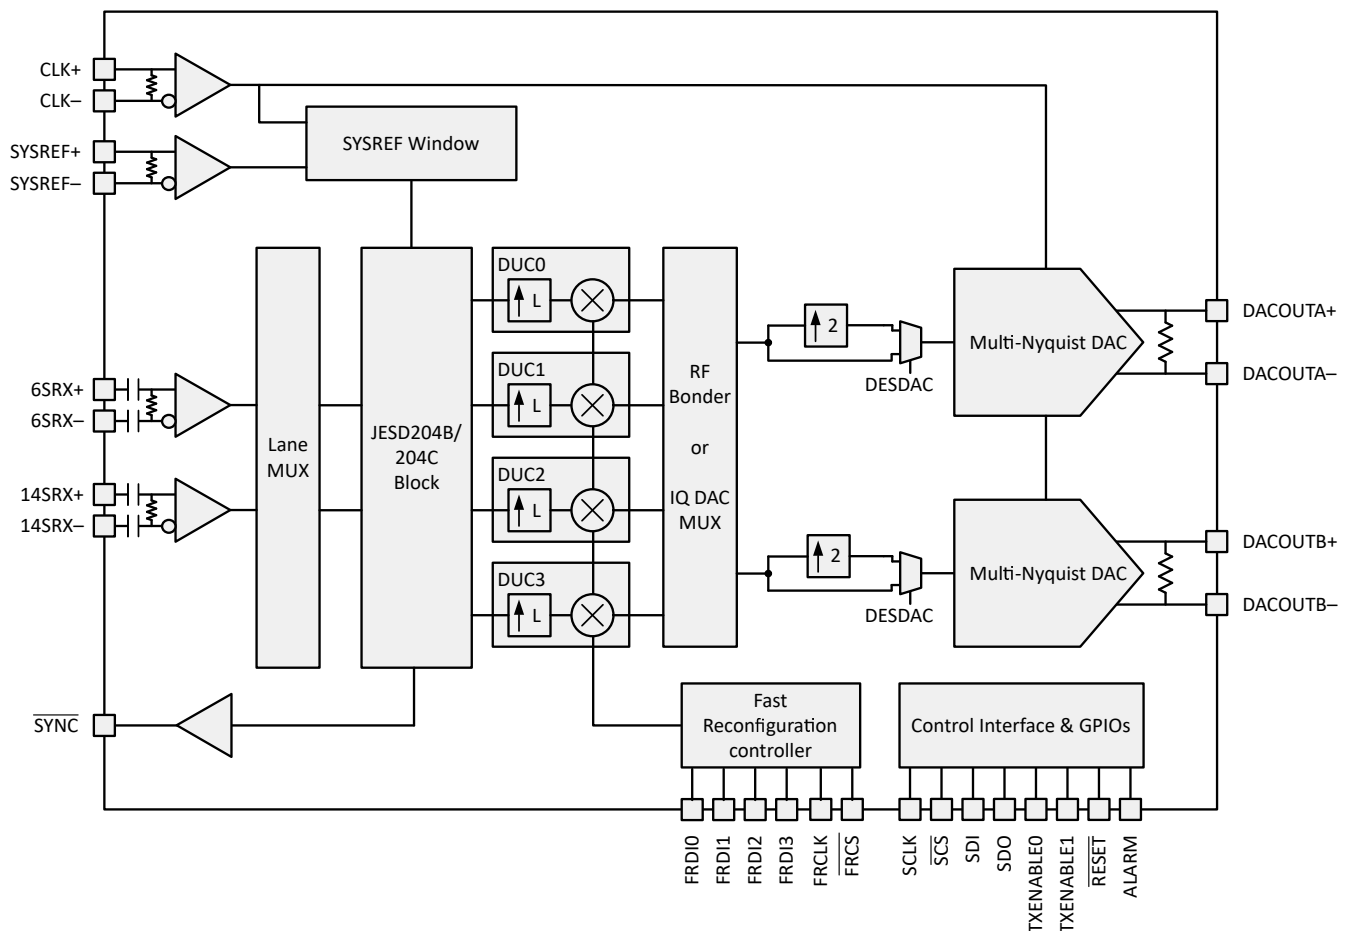 CLK+
CLK–
SYSREF+
SYSREF–
SYSREF Window
6SRX+
6SRX–
14SRX+
14SRX–
SYNC
Lane
MUX
JESD204B/
204C
Block
DUC0
L
DUC1
L
DUC2
L
DUC3
L
RF
Bonder
or
IQ DAC
MUX
2
DESDAC
Multi-Nyquist DAC
DACOUTA+
DACOUTA–
2
DESDAC
Multi-Nyquist DAC
DACOUTB+
DACOUTB–
Fast
Reconfiguration
controller
Control Interface & GPIOs
FRDI0
FRDI1
FRDI2
FRDI3
FRCLK
FRCS
SCLK
SCS
SDI
SDO
TXENABLE0
TXENABLE1
RESET
ALARM